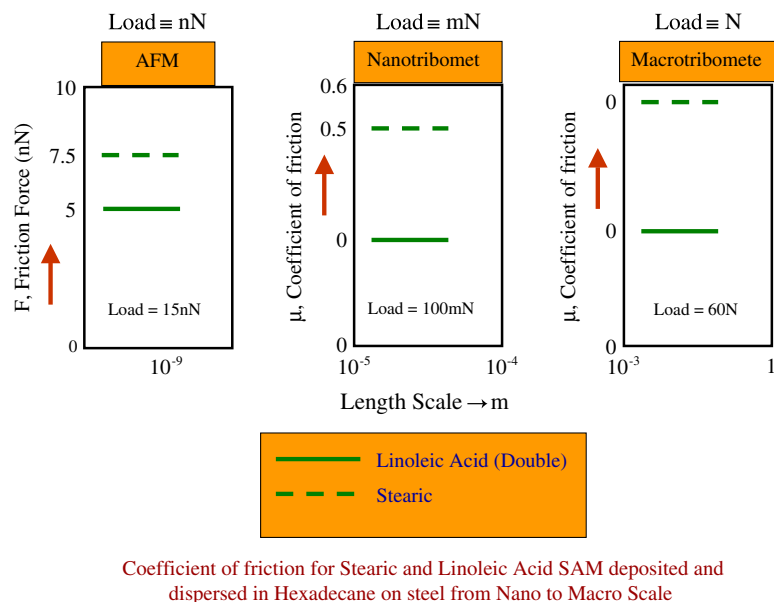 Load ≡ nN
AFM
10
7.5
5
0
F, Friction Force (nN)
Load = 15nN
10-9
Load ≡ mN
Nanotribomet
0.6
0.5
0
0
μ, Coefficient of friction
Load = 100mN
10-5
10-4
Load ≡ N
Macrotribomete
0
0
0
μ, Coefficient of friction
Load = 60N
10-3
1
Length Scale → m
Linoleic Acid (Double)
Stearic
Coefficient of friction for Stearic and Linoleic Acid SAM deposited and
dispersed in Hexadecane on steel from Nano to Macro Scale